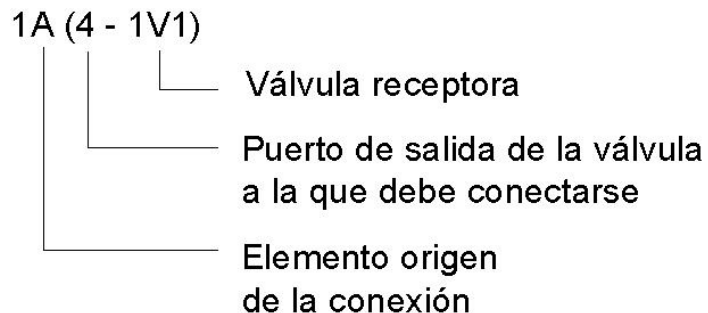 1A (4 - 1V1)
Válvula receptora
Puerto de salida de la válvula
a la que debe conectarse
Elemento origen
de la conexión